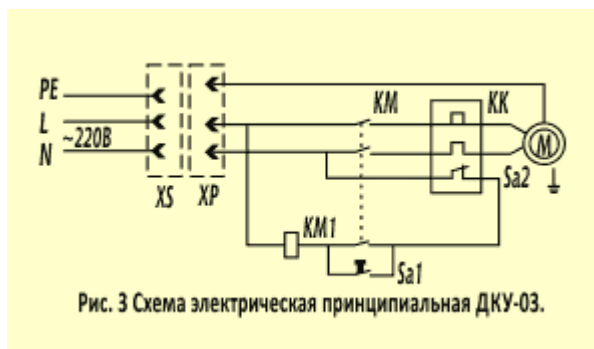 PE
L
~220В
N
XS
XP
KM
KK
M
Sa2
KM1
Sa1
Рис. 3 Схема электрическая принципиальная ДКУ-03.